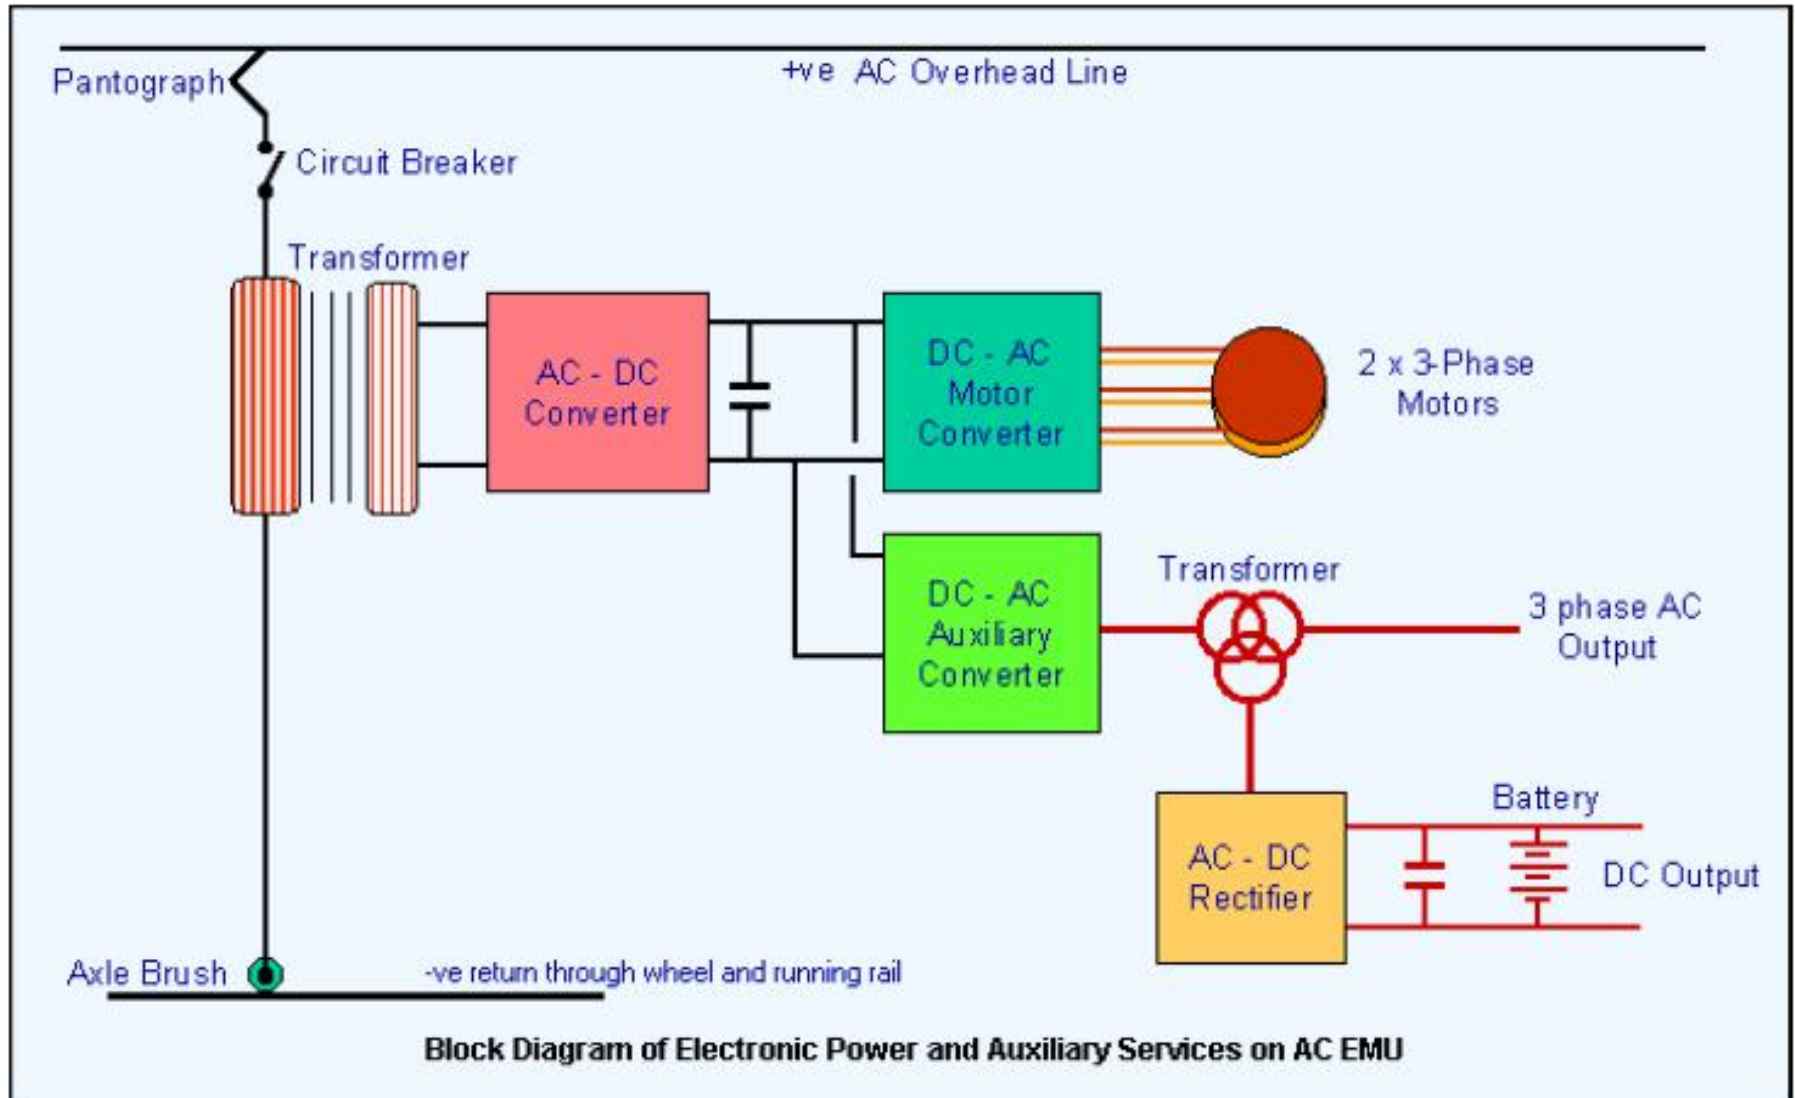 +ve AC Overhead Line
Pantograph
Circuit Breaker
Transformer
AC - DC
Converter
DC - AC
Motor
Converter
2 x 3-Phase
Motors
DC - AC
Auxiliary
Converter
Transformer
3 phase AC
Output
AC - DC
Rectifier
Battery
DC Output
Axle Brush
-ve return through wheel and running rail
Block Diagram of Electronic Power and Auxiliary Services on AC EMU